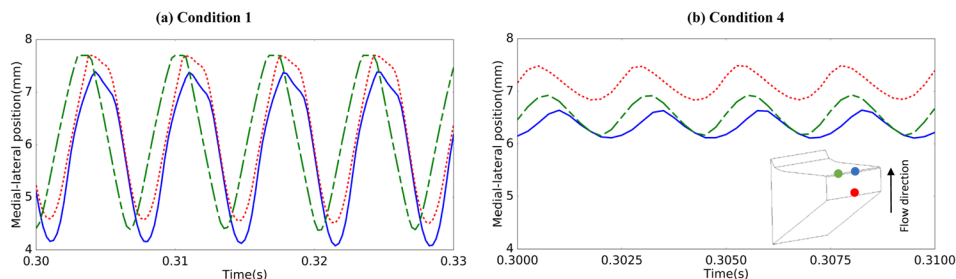 (a) Condition 1
(b) Condition 4
Medial-lateral position(mm)
8
7
6
5
4
0.30
0.31
0.32
0.33
Time(s)
Medial-lateral position(mm)
8
7
6
5
4
0.3000
0.3025
0.305
0.3075
0.3100
Time(s)
Flow direction